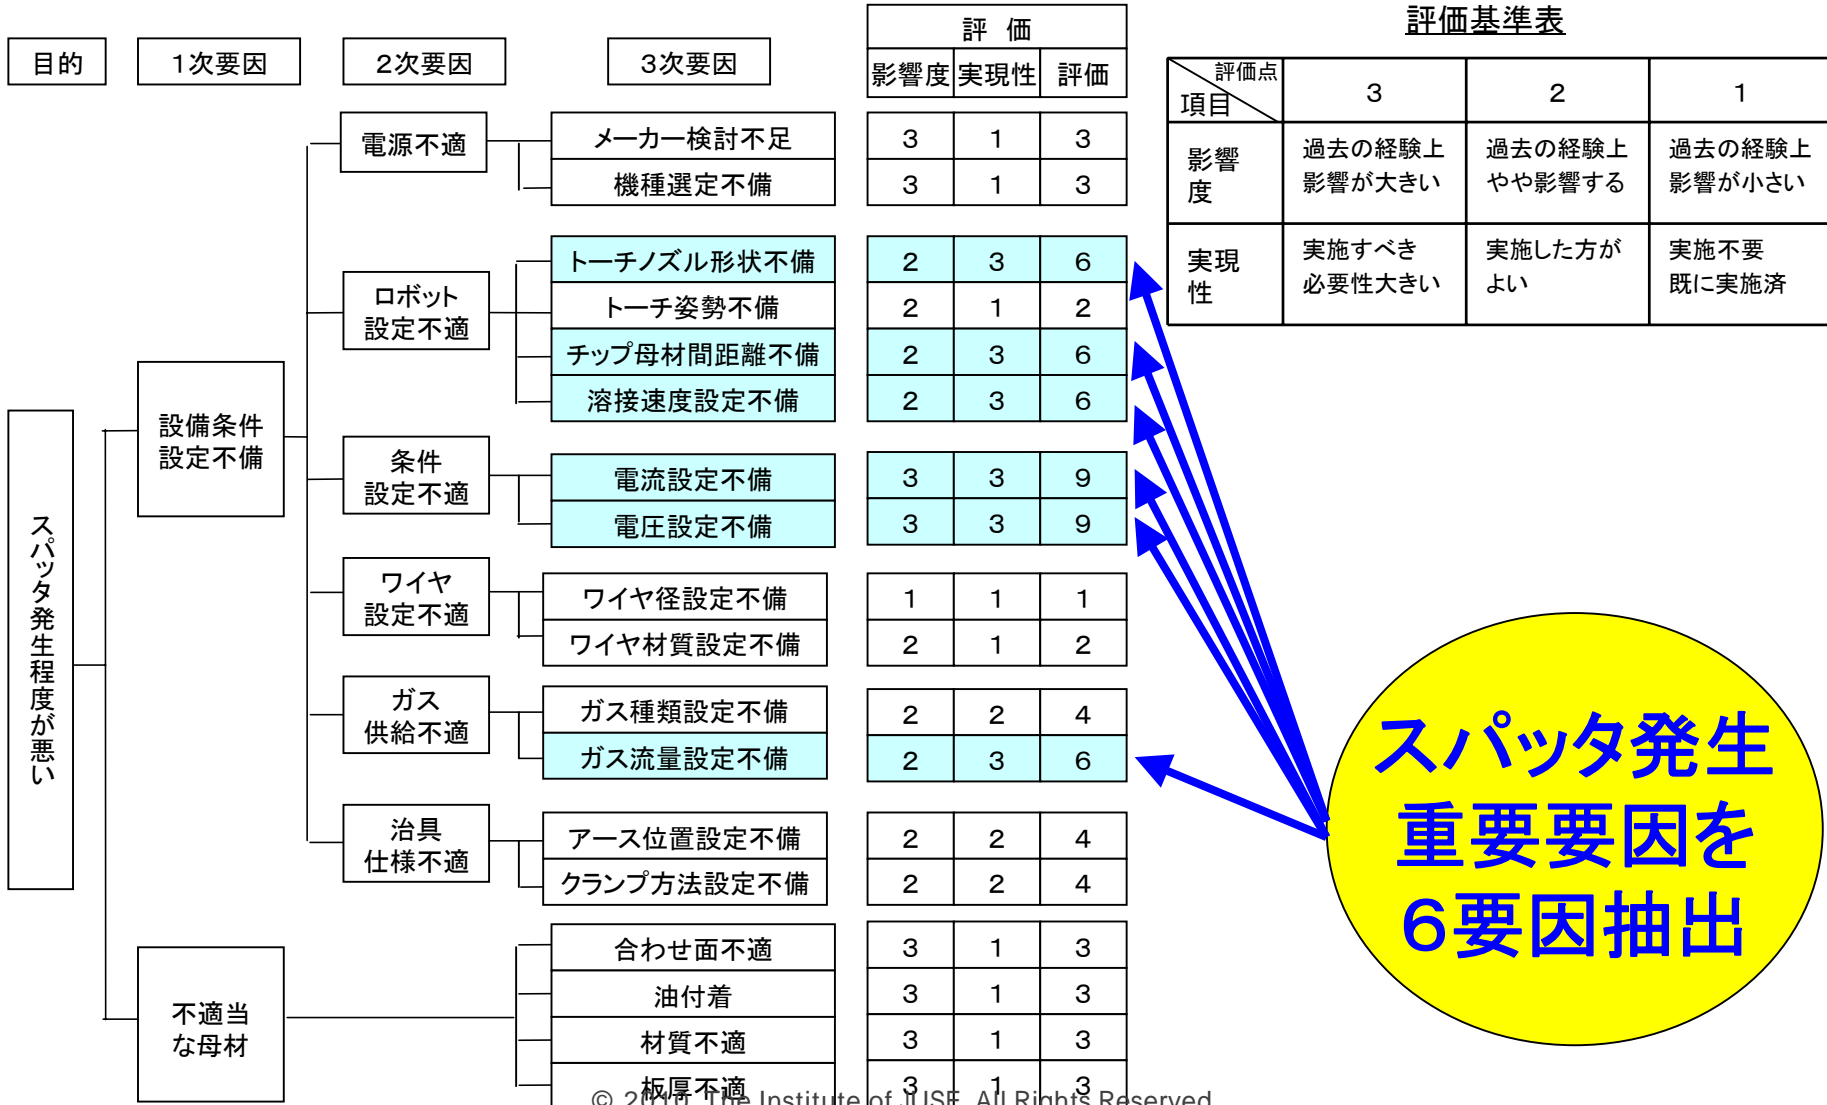 目的
1次要因
2次要因
3次要因
評 価
影響度 実現性 評価
スパッタ発生程度が悪い
設備条件
設定不備
電源不適
メーカー検討不足 3 1 3
機種選定不備 3 1 3
ロボット
設定不適
トーチノズル形状不備 2 3 6
トーチ姿勢不備 2 1 2
チップ母材間距離不備 2 3 6
溶接速度設定不備 2 3 6
条件
設定不適
電流設定不備 3 3 9
電圧設定不備 3 3 9
ワイヤ
設定不適
ワイヤ径設定不備 1 1 1
ワイヤ材質設定不備 2 1 2
ガス
供給不適
ガス種類設定不備 2 2 4
ガス流量設定不備 2 3 6
治具
仕様不適
アース位置設定不備 2 2 4
クランプ方法設定不備 2 2 4
不適当
な母材
合わせ面不適 3 1 3
油付着 3 1 3
材質不適 3 1 3
板厚不適 3 1 3
評価基準表
評価点
項目
3 2 1
影響
度
過去の経験上
影響が大きい
過去の経験上
やや影響する
過去の経験上
影響が小さい
実現
性
実施すべき
必要性大きい
実施した方が
よい
実施不要
既に実施済
スパッタ発生
重要要因を
6要因抽出
© 2010 The Institute of JUSE. All Rights Reserved.